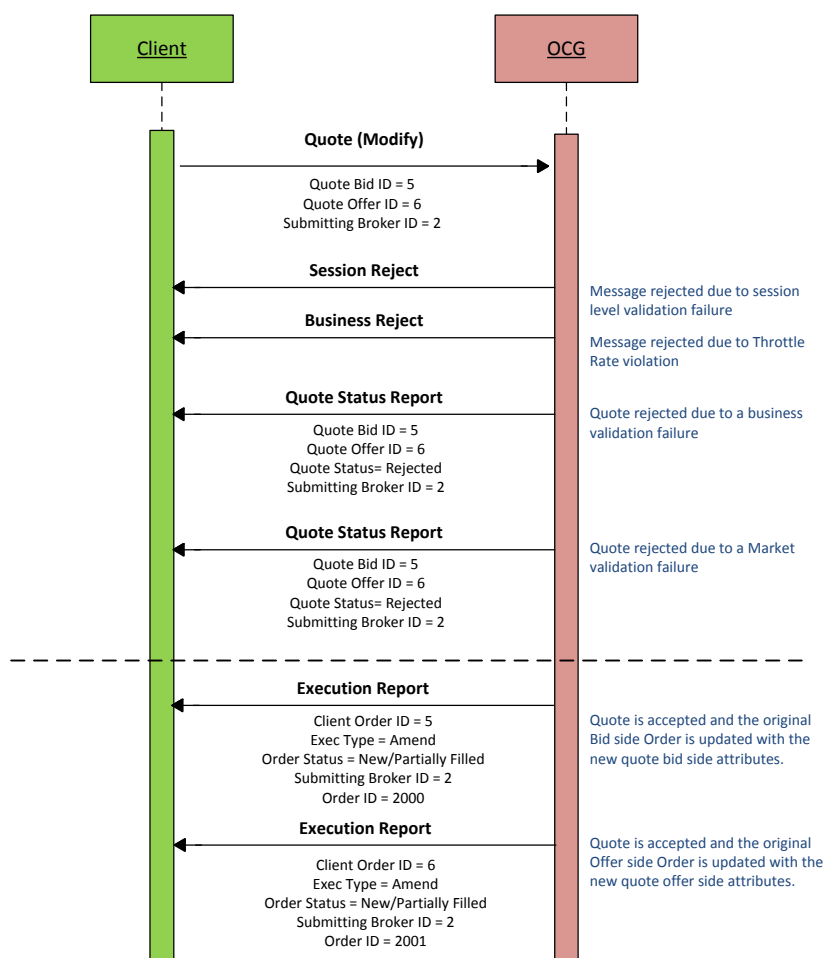 Client
OCG
Quote (Modify)
Quote Bid ID = 5
Quote Offer ID = 6
Submitting Broker ID = 2
Session Reject
Message rejected due to session
level validation failure
Business Reject
Message rejected due to Throttle
Rate violation
Quote Status Report
Quote rejected due to a business
validation failure
Quote Bid ID = 5
Quote Offer ID = 6
Quote Status= Rejected
Submitting Broker ID = 2
Quote Status Report
Quote rejected due to a Market
validation failure
Quote Bid ID = 5
Quote Offer ID = 6
Quote Status= Rejected
Submitting Broker ID = 2
Execution Report
Client Order ID = 5
Exec Type = Amend
Order Status = New/Partially Filled
Submitting Broker ID = 2
Order ID = 2000
Quote is accepted and the original
Bid side Order is updated with the
new quote bid side attributes.
Execution Report
Client Order ID = 6
Exec Type = Amend
Order Status = New/Partially Filled
Submitting Broker ID = 2
Order ID = 2001
Quote is accepted and the original
Offer side Order is updated with the
new quote offer side attributes.